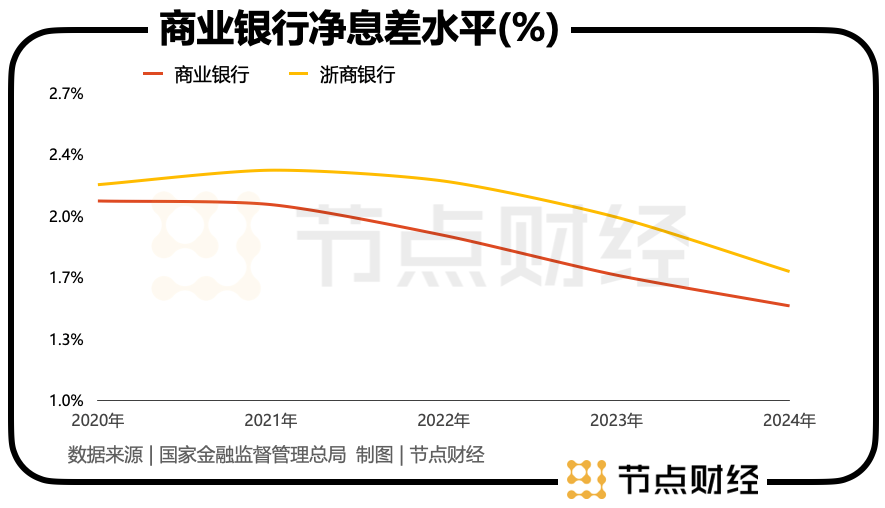 商业银行净息差水平(%)
商业银行 浙商银行
2.7%
2.4%
2.0%
1.7%
1.3%
1.0%
2020年 2021年 2022年 2023年 2024年
节点财经
数据来源 | 国家金融监督管理总局 制图 | 节点财经
节点财经